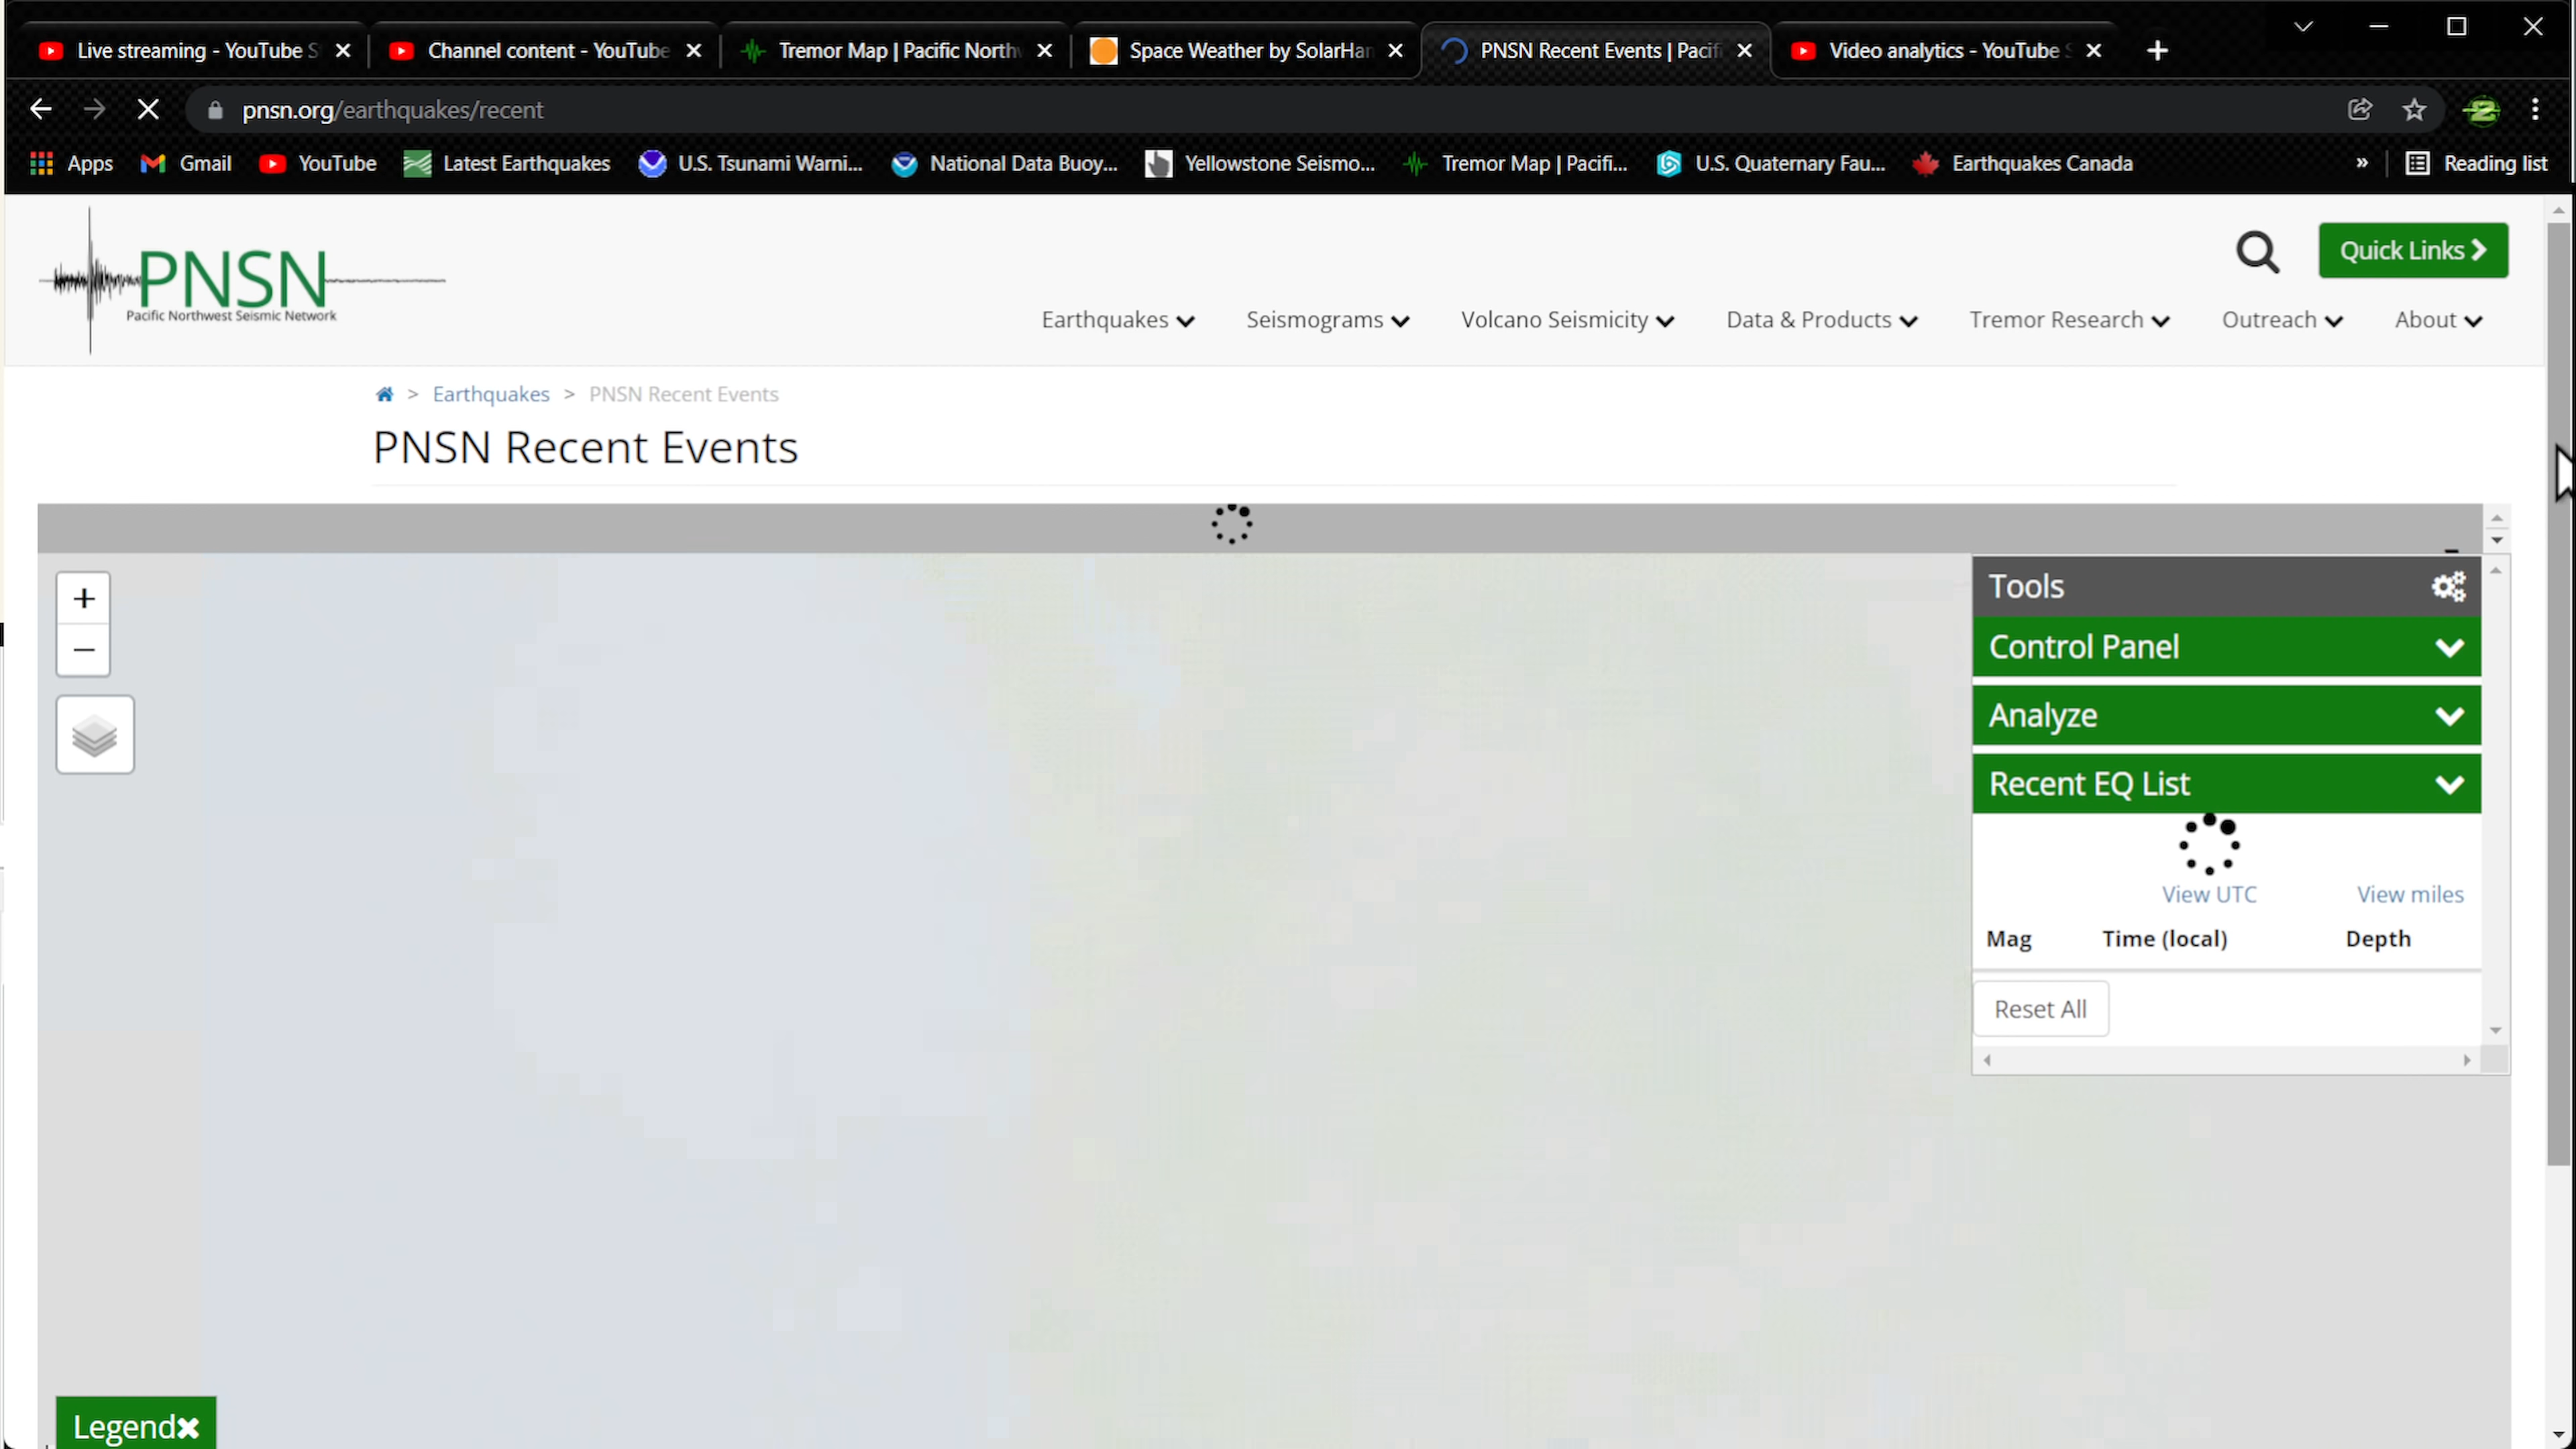 Live streaming - YouTube S
Channel content - YouTube
Tremor Map | Pacific North
Space Weather by SolarHan
PNSN Recent Events | Pacifi
Video analytics - YouTube S
pnsn.org/earthquakes/recent
Apps
Gmail
YouTube
Latest Earthquakes
U.S. Tsunami Warni...
National Data Buoy...
Yellowstone Seismo...
Tremor Map | Pacifi...
U.S. Quaternary Fau...
Earthquakes Canada
»
Reading list
PNSN
Pacific Northwest Seismic Network
Quick Links
Earthquakes
Seismograms
Volcano Seismicity
Data & Products
Tremor Research
Outreach
About
> Earthquakes > PNSN Recent Events
PNSN Recent Events
+
−
Tools
Control Panel
Analyze
Recent EQ List
View UTC
View miles
Mag
Time (local)
Depth
Reset All
Legend